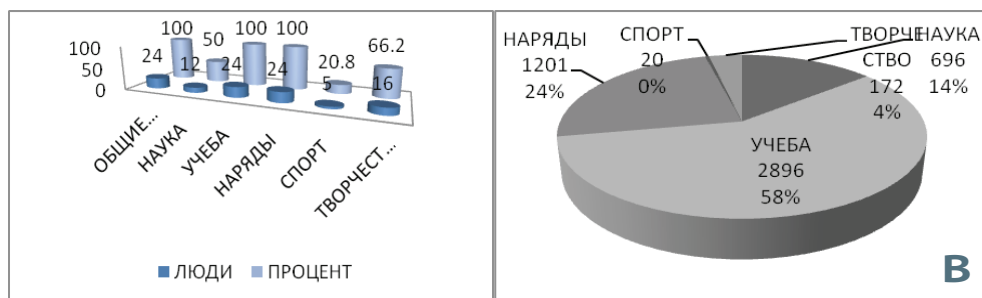 100
50
0
24
100
12
50
24
100
24
100
5
20.8
16
66.2
ОБЩИЕ...
НАУКА
УЧЕБА
НАРЯДЫ
СПОРТ
ТВОРЧЕСТ...
ЛЮДИ
ПРОЦЕНТ
НАРЯДЫ
1201
24%
СПОРТ
20
0%
ТВОРЧЕ
СТВО
172
4%
НАУКА
696
14%
УЧЕБА
2896
58%
В